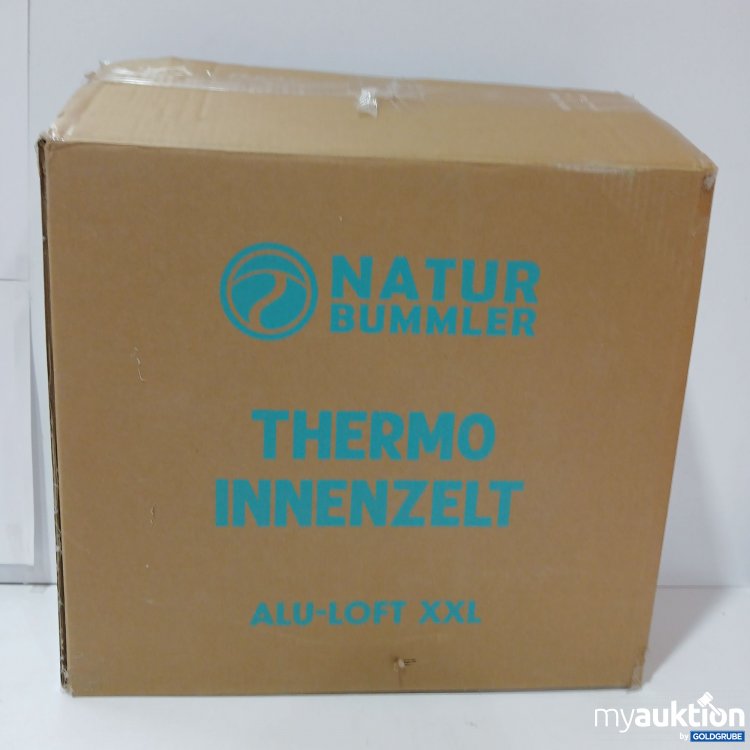 NATUR
BUMMLER
THERMO
INNENZELT
ALU-LOFT XXL
myauktion
by GOLDGRUBE